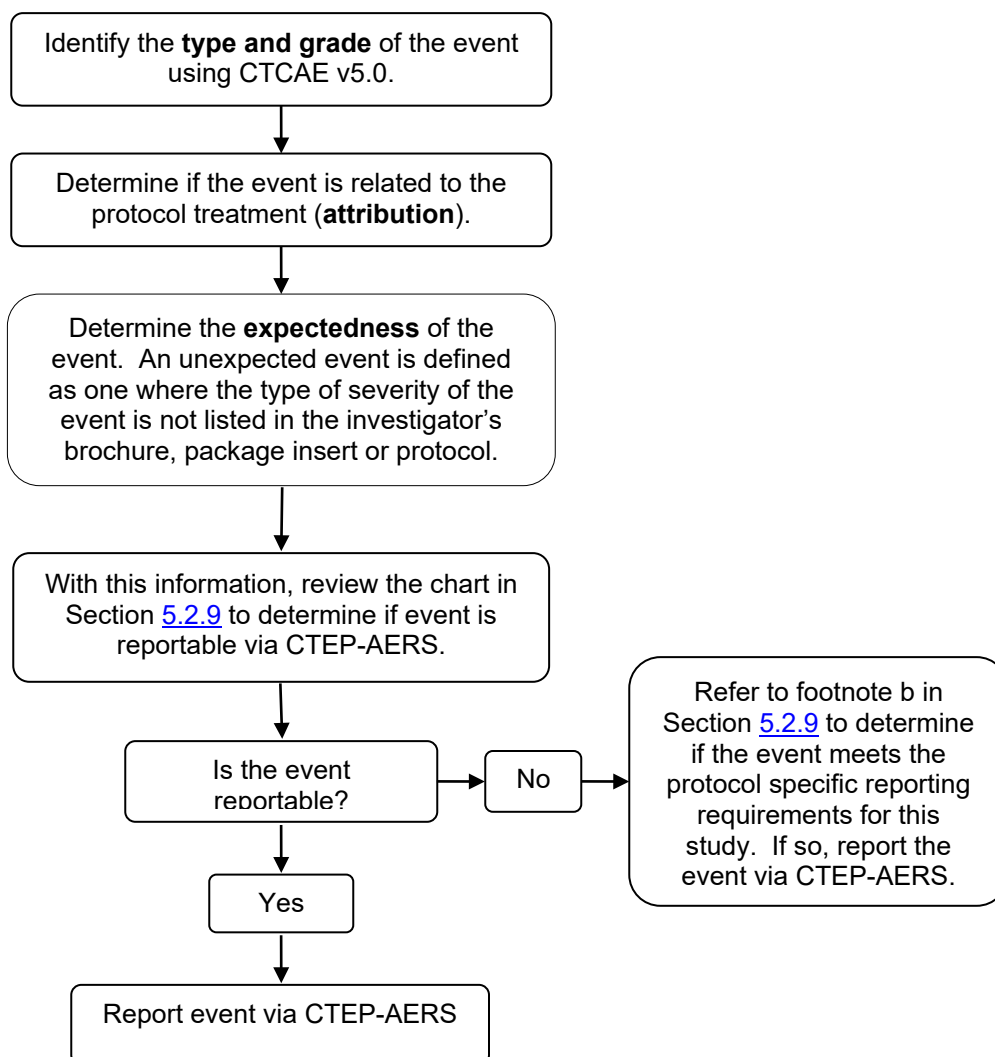 Identify the type and grade of the event
using CTCAE v5.0.
Determine if the event is related to the
protocol treatment (attribution).
Determine the expectedness of the
event. An unexpected event is defined
as one where the type of severity of the
event is not listed in the investigator’s
brochure, package insert or protocol.
With this information, review the chart in
Section 5.2.9 to determine if event is
reportable via CTEP-AERS.
Is the event
reportable?
No
Refer to footnote b in
Section 5.2.9 to determine
if the event meets the
protocol specific reporting
requirements for this
study. If so, report the
event via CTEP-AERS.
Yes
Report event via CTEP-AERS